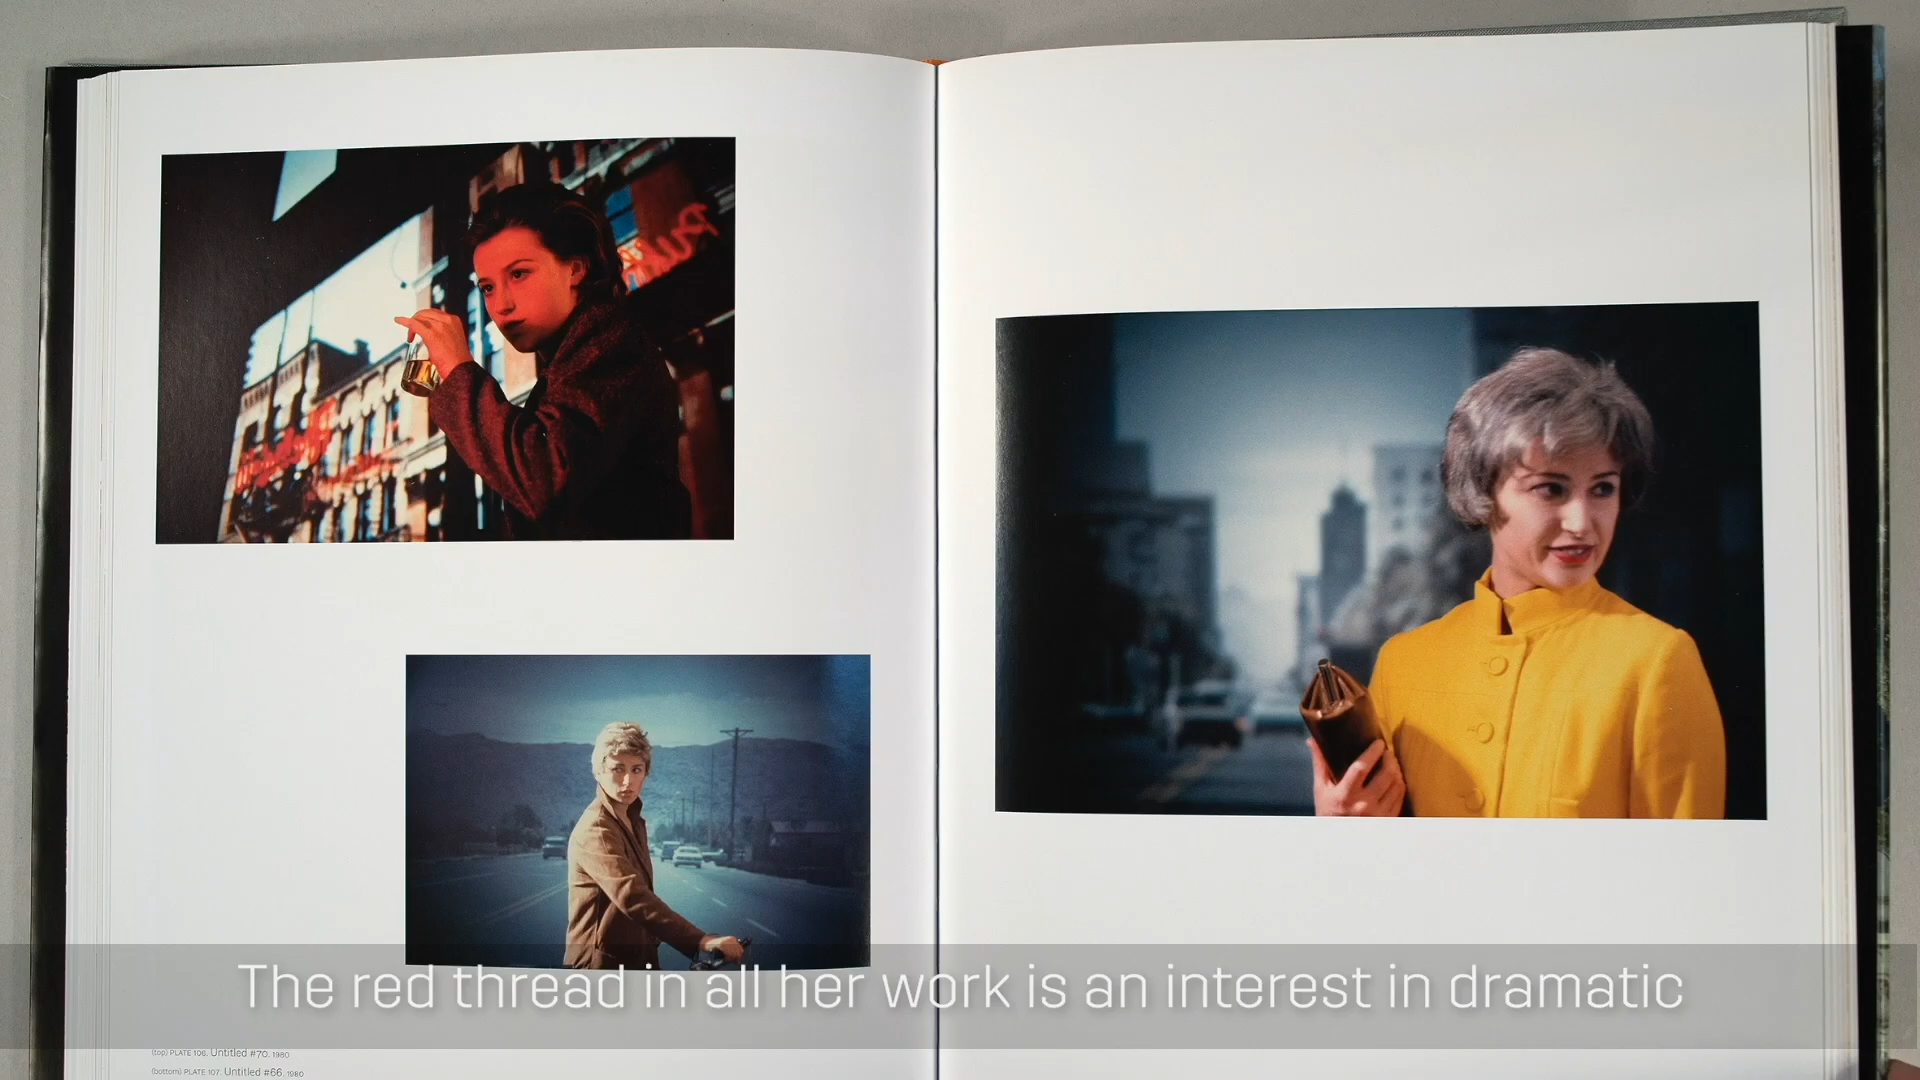 The red thread in all her work is an interest in dramatic
(top) PLATE 106. Untitled #70. 1980
(bottom) PLATE 107. Untitled #66. 1980